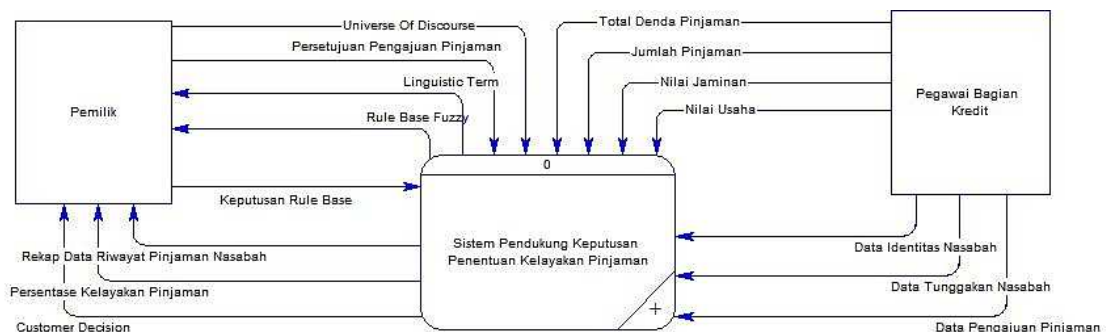 Universe Of Discourse
Total Denda Pinjaman
Persetujuan Pengajuan Pinjaman
Jumlah Pinjaman
Linguistic Term
Nilai Jaminan
Pemilik
Pegawai Bagian
Kredit
Rule Base Fuzzy
Nilai Usaha
0
Keputusan Rule Base
Sistem Pendukung Keputusan
Penentuan Kelayakan Pinjaman
Data Identitas Nasabah
Rekap Data Riwayat Pinjaman Nasabah
Data Tunggakan Nasabah
Persentase Kelayakan Pinjaman
+
Customer Decision
Data Pengajuan Pinjaman